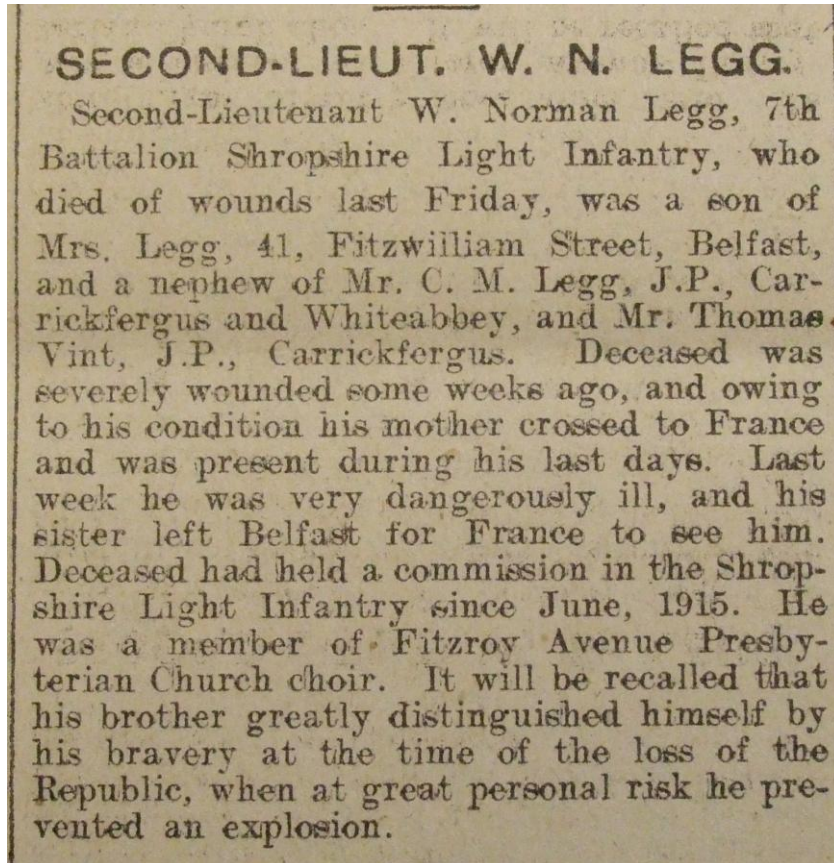 SECOND-LIEUT. W. N. LEGG.
Second-Lieutenant W. Norman Legg, 7th
Battalion Shropshire Light Infantry, who
died of wounds last Friday, was a son of
Mrs. Legg, 41, Fitzwilliam Street, Belfast,
and a nephew of Mr. C. M. Legg, J.P., Car-
rickfergus and Whiteabbey, and Mr. Thomas
Vint, J.P., Carrickfergus. Deceased was
severely wounded some weeks ago, and owing
to his condition his mother crossed to France
and was present during his last days. Last
week he was very dangerously ill, and his
sister left Belfast for France to see him.
Deceased had held a commission in the Shrop-
shire Light Infantry since June, 1915. He
was a member of Fitzroy Avenue Presby-
terian Church choir. It will be recalled that
his brother greatly distinguished himself by
his bravery at the time of the loss of the
Republic, when at great personal risk he pre-
vented an explosion.